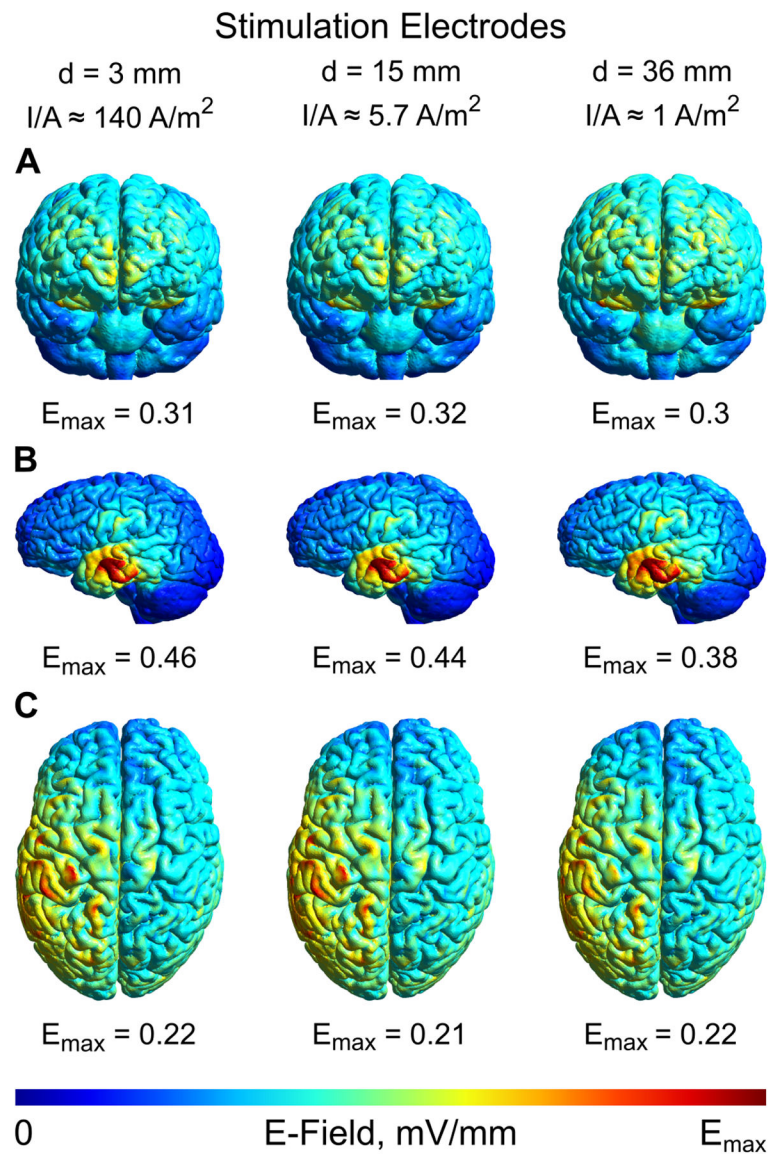 Stimulation Electrodes
d = 3 mm d = 15 mm d = 36 mm
I/A ≈ 140 A/m² I/A ≈ 5.7 A/m² I/A ≈ 1 A/m²
A
Eₘₐₓ = 0.31 Eₘₐₓ = 0.32 Eₘₐₓ = 0.3
B
Eₘₐₓ = 0.46 Eₘₐₓ = 0.44 Eₘₐₓ = 0.38
C
Eₘₐₓ = 0.22 Eₘₐₓ = 0.21 Eₘₐₓ = 0.22
0 E-Field, mV/mm Eₘₐₓ